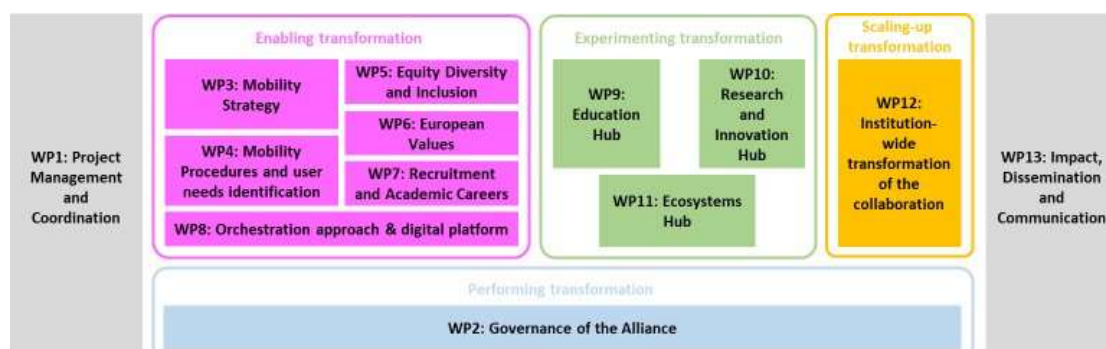 WP1: Project
Management
and
Coordination
Enabling transformation
WP3: Mobility
Strategy
WP4: Mobility
Procedures and user
needs identification
WP5: Equity Diversity
and Inclusion
WP6: European
Values
WP7: Recruitment
and Academic Careers
WP8: Orchestration approach & digital platform
Experimenting transformation
WP9:
Education
Hub
WP10:
Research
and
Innovation
Hub
WP11: Ecosystems
Hub
Scaling-up
transformation
WP12:
Institution-
wide
transformation
of the
collaboration
WP13: Impact,
Dissemination
and
Communication
Performing transformation
WP2: Governance of the Alliance